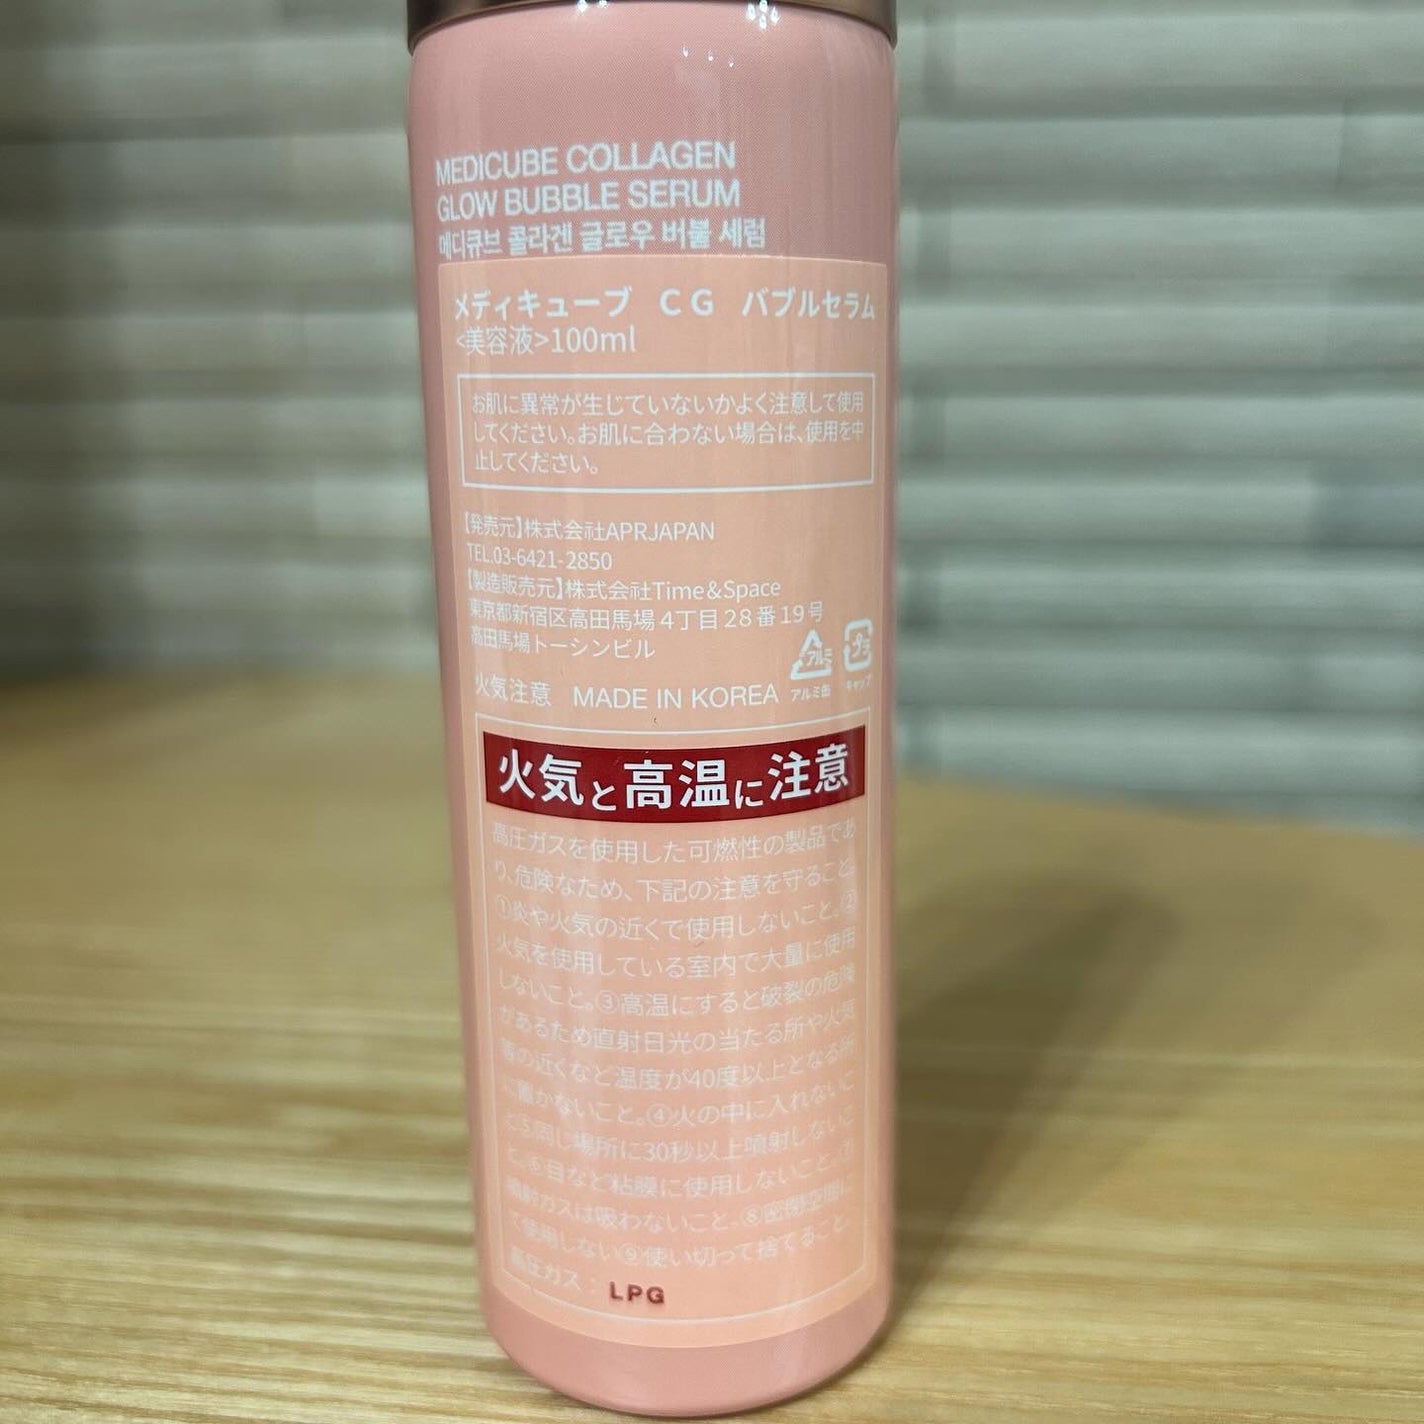 MEDICUBE COLLAGEN
GLOW BUBBLE SERUM
메디큐브 콜라겐 글로우 버블 세럼
メディキューブ　ＣＧ　バブルセラム
<美容液>100ml
お肌に異常が生じていないかよく注意して使用
してください。お肌に合わない場合は、使用を中
止してください。
【発売元】株式会社APRJAPAN
TEL.03-6421-2850
【製造販売元】株式会社Time&Space
東京都新宿区高田馬場４丁目２８番１９号
高田馬場トーシンビル
アルミ
プラ
アルミ缶
キャップ
火気注意　MADE IN KOREA
火気と高温に注意
高圧ガスを使用した可燃性の製品であ
り、危険なため、下記の注意を守ること。
①炎や火気の近くで使用しないこと。②
火気を使用している室内で大量に使用
しないこと。③高温にすると破裂の危険
があるため直射日光の当たる所や火気
等の近くなど温度が40度以上となる所
に置かないこと。④火の中に入れないこ
と⑤同じ場所に30秒以上噴射しないこ
と。⑥目など粘膜に使用しないこと。⑦
噴射ガスは吸わないこと。⑧密閉空間に
て使用しない⑨使い切って捨てること。
高圧ガス：LPG